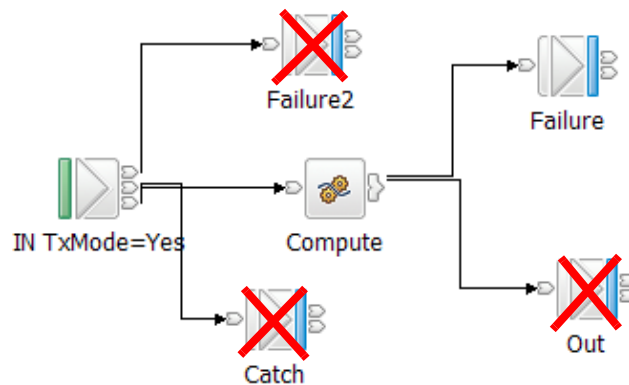 Failure2
Failure
IN TxMode=Yes
Compute
Out
Catch